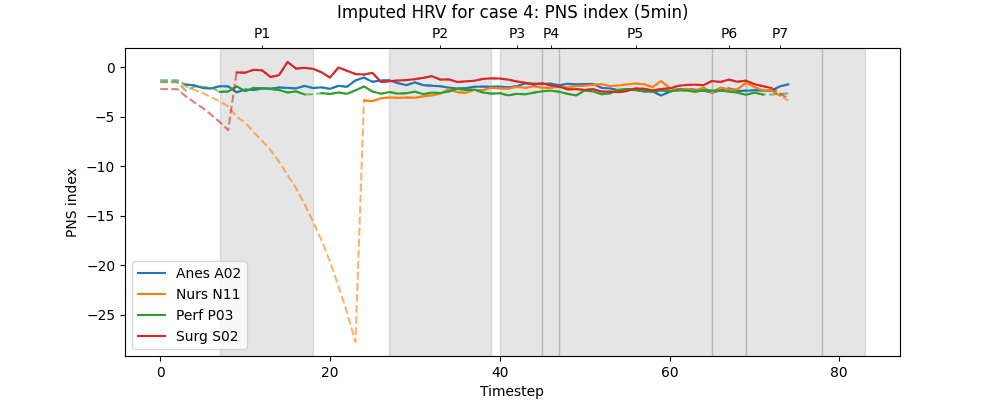 Imputed HRV for case 4: PNS index (5min)
P1 P2 P3 P4 P5 P6 P7
0
−5
−10
−15
−20
−25
PNS index
Anes A02
Nurs N11
Perf P03
Surg S02
0 20 40 60 80
Timestep